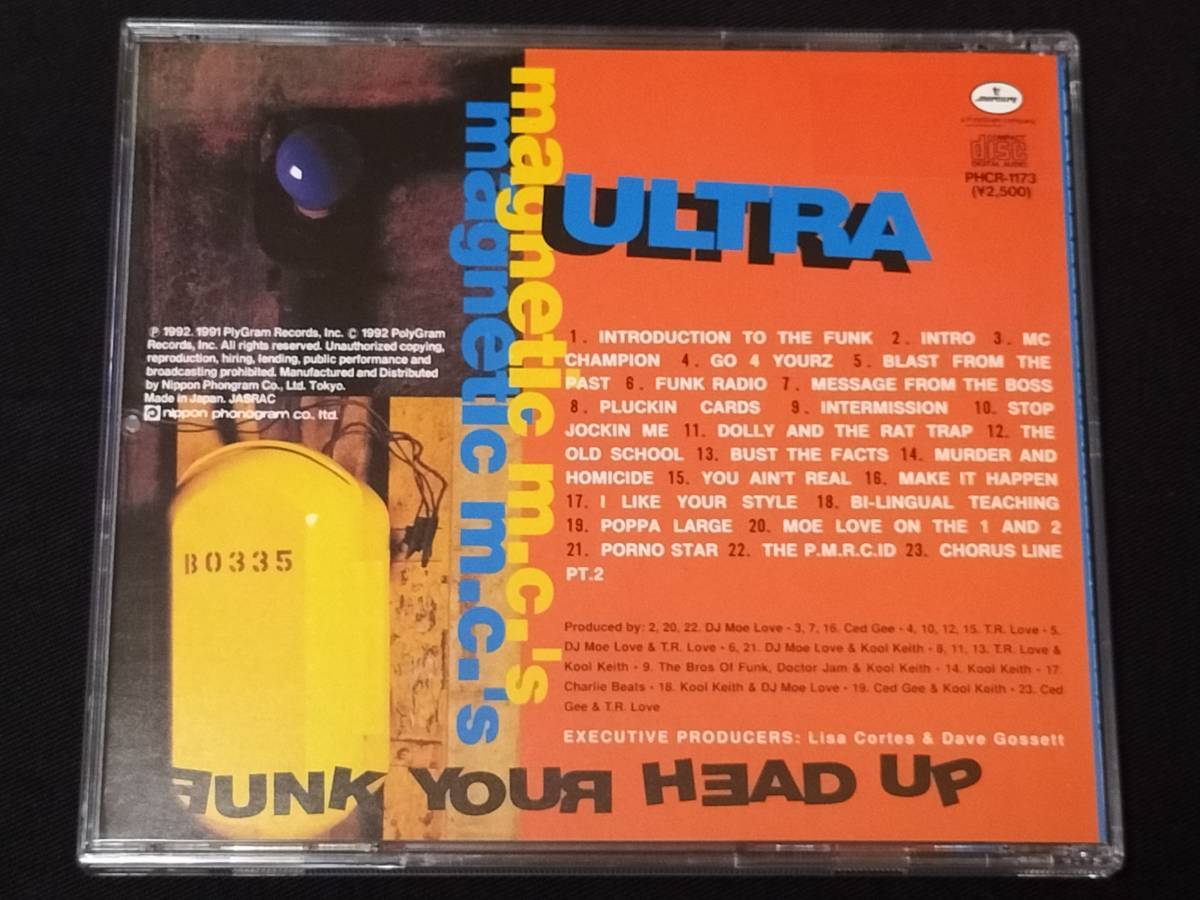 mercury
COMPACT
disc
DIGITAL AUDIO
PHCR-1173
(¥2,500)
ULTRA
magnetic m.c.'s
magnetic m.c.'s
℗ 1992. 1991 PlyGram Records, Inc. © 1992 PolyGram
Records, Inc. All rights reserved. Unauthorized copying,
reproduction, hiring, lending, public performance and
broadcasting prohibited. Manufactured and Distributed
by Nippon Phongram Co., Ltd. Tokyo.
Made in Japan. JASRAC
nippon phonogram co. ltd.
B0335
1. INTRODUCTION TO THE FUNK 2. INTRO 3. MC
CHAMPION 4. GO 4 YOURZ 5. BLAST FROM THE
PAST 6. FUNK RADIO 7. MESSAGE FROM THE BOSS
8. PLUCKIN CARDS 9. INTERMISSION 10. STOP
JOCKIN ME 11. DOLLY AND THE RAT TRAP 12. THE
OLD SCHOOL 13. BUST THE FACTS 14. MURDER AND
HOMICIDE 15. YOU AIN'T REAL 16. MAKE IT HAPPEN
17. I LIKE YOUR STYLE 18. BI-LINGUAL TEACHING
19. POPPA LARGE 20. MOE LOVE ON THE 1 AND 2
21. PORNO STAR 22. THE P.M.R.C.ID 23. CHORUS LINE
PT.2
Produced by: 2, 20, 22. DJ Moe Love - 3, 7, 16. Ced Gee - 4, 10, 12, 15. T.R. Love - 5.
DJ Moe Love & T.R. Love - 6, 21. DJ Moe Love & Kool Keith - 8, 11, 13. T.R. Love &
Kool Keith - 9. The Bros Of Funk, Doctor Jam & Kool Keith - 14. Kool Keith - 17.
Charlie Beats - 18. Kool Keith & DJ Moe Love - 19. Ced Gee & Kool Keith - 23. Ced
Gee & T.R. Love
EXECUTIVE PRODUCERS: Lisa Cortes & Dave Gossett
FUNK YOUR HEAD UP